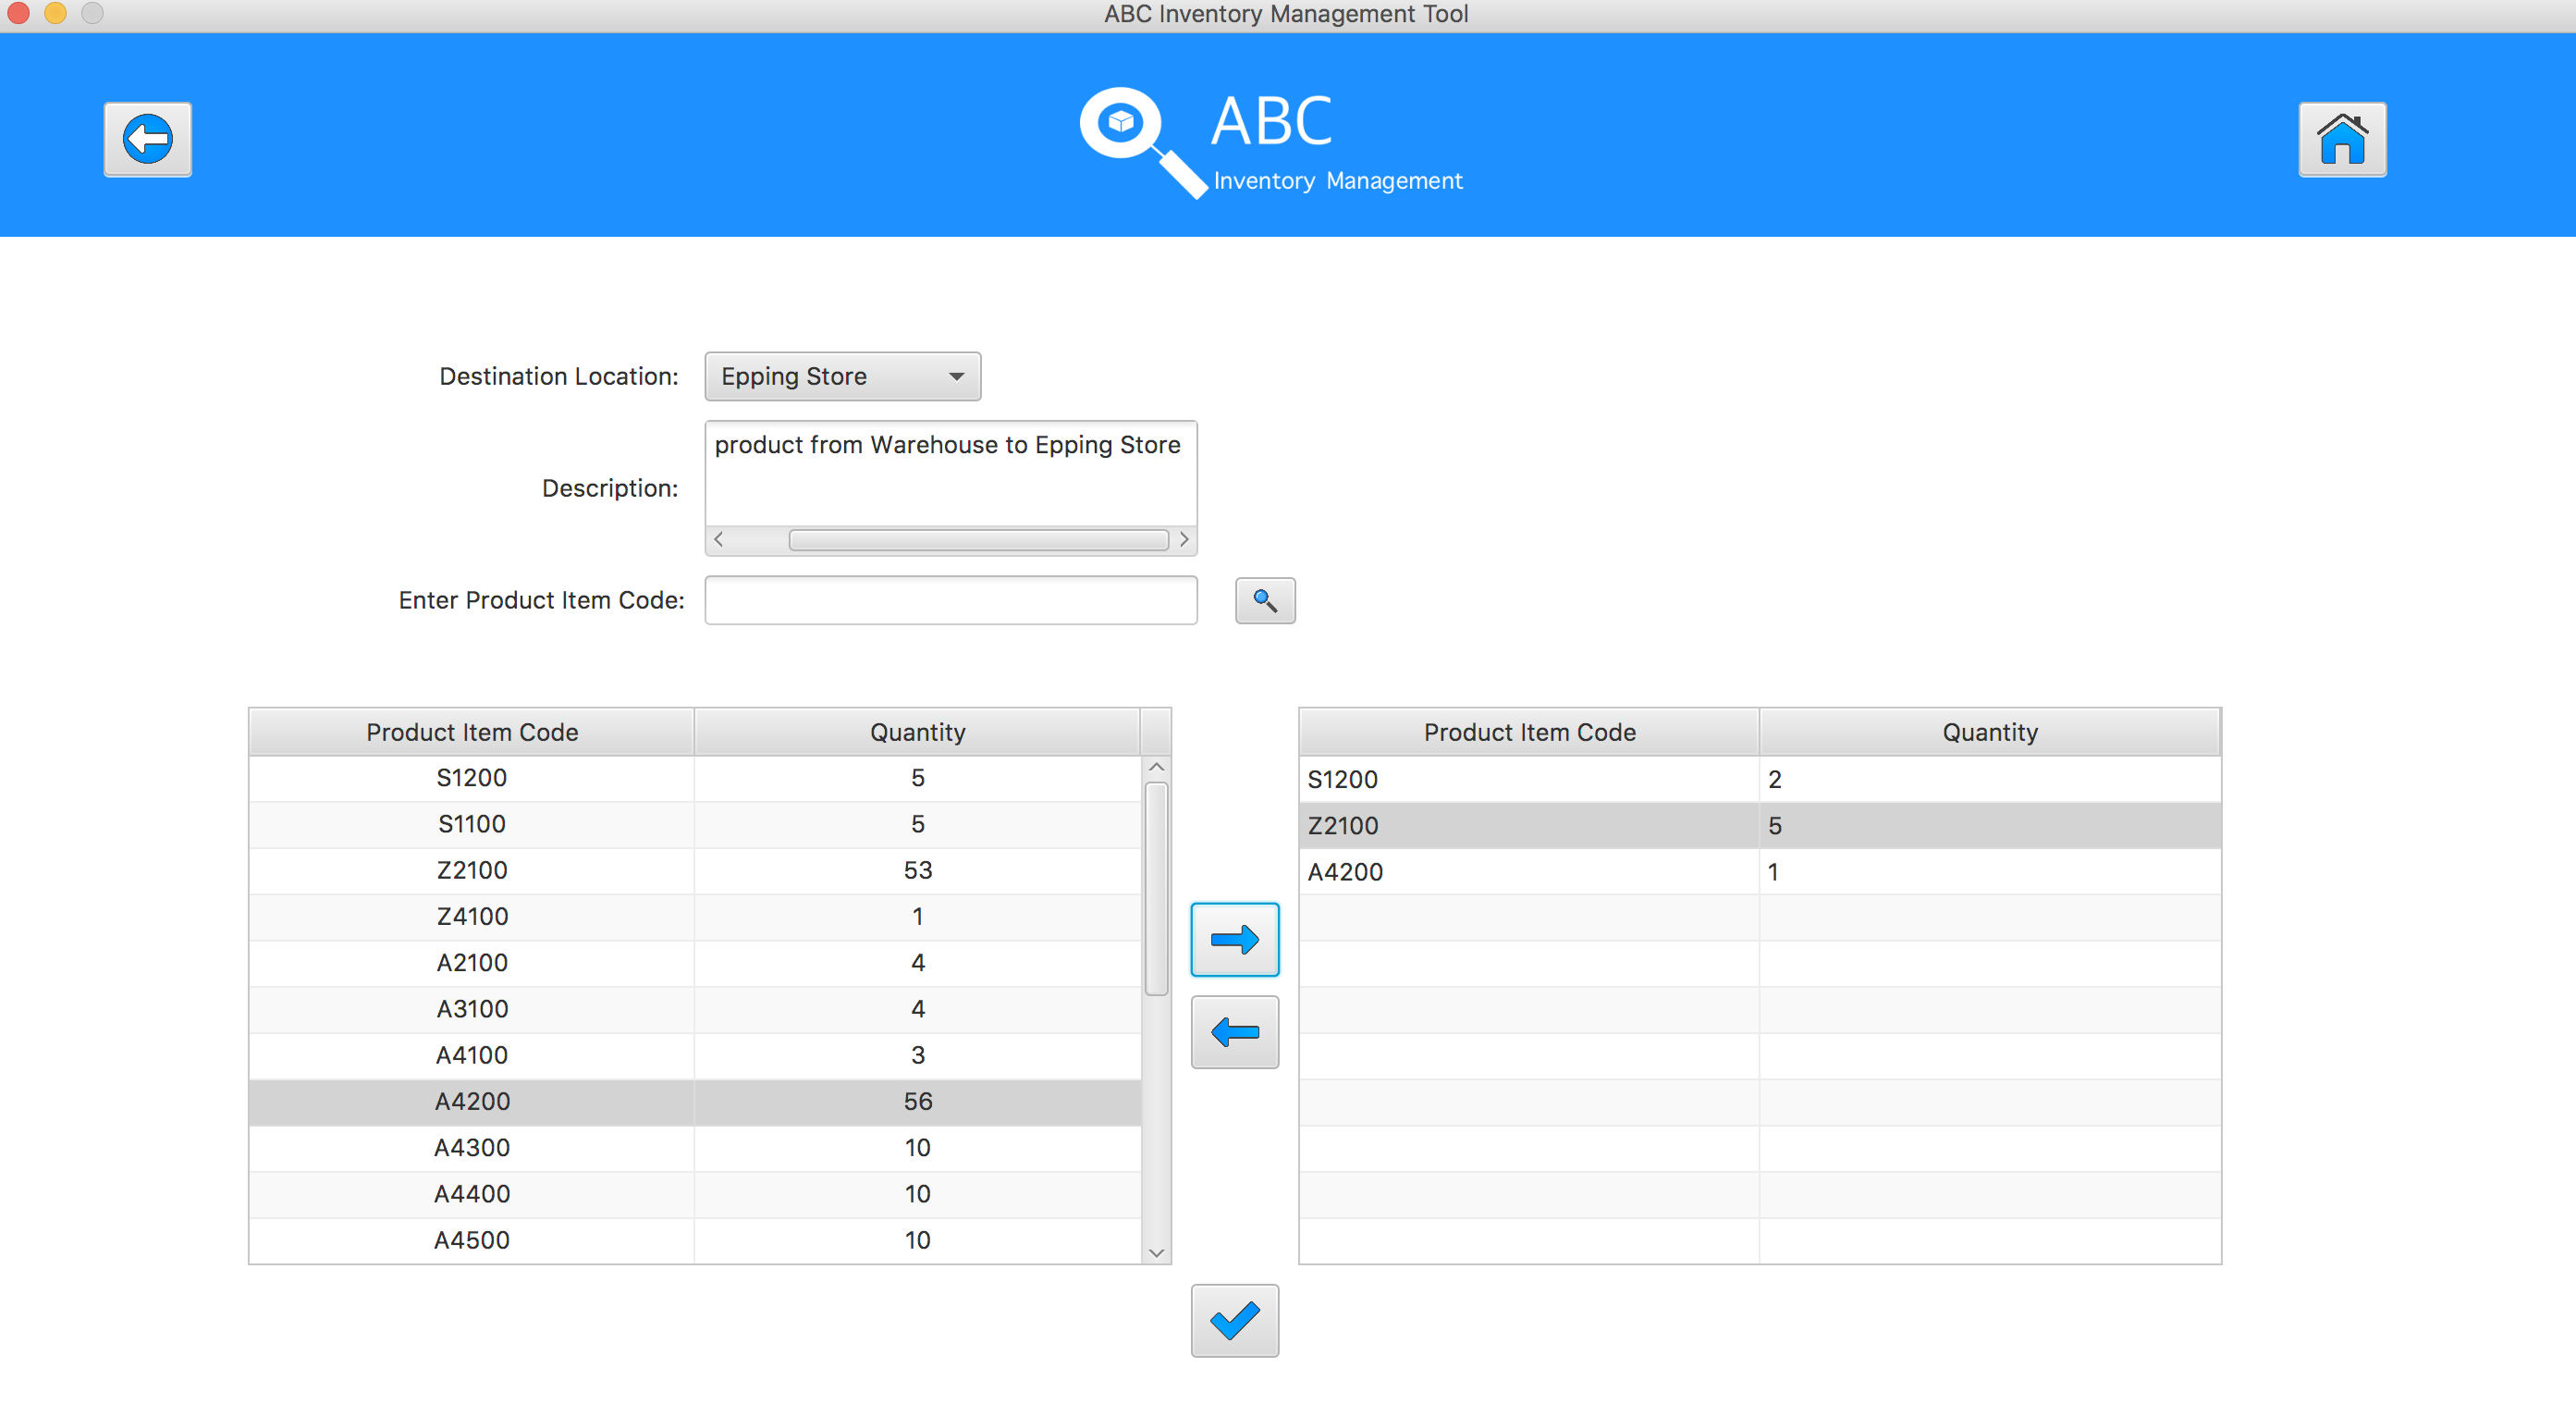 ABC Inventory Management Tool
ABC
Inventory Management
Destination Location:
Epping Store
product from Warehouse to Epping Store
Description:
Enter Product Item Code:
Product Item Code Quantity
S1200 5
S1100 5
Z2100 53
Z4100 1
A2100 4
A3100 4
A4100 3
A4200 56
A4300 10
A4400 10
A4500 10
Product Item Code Quantity
S1200 2
Z2100 5
A4200 1